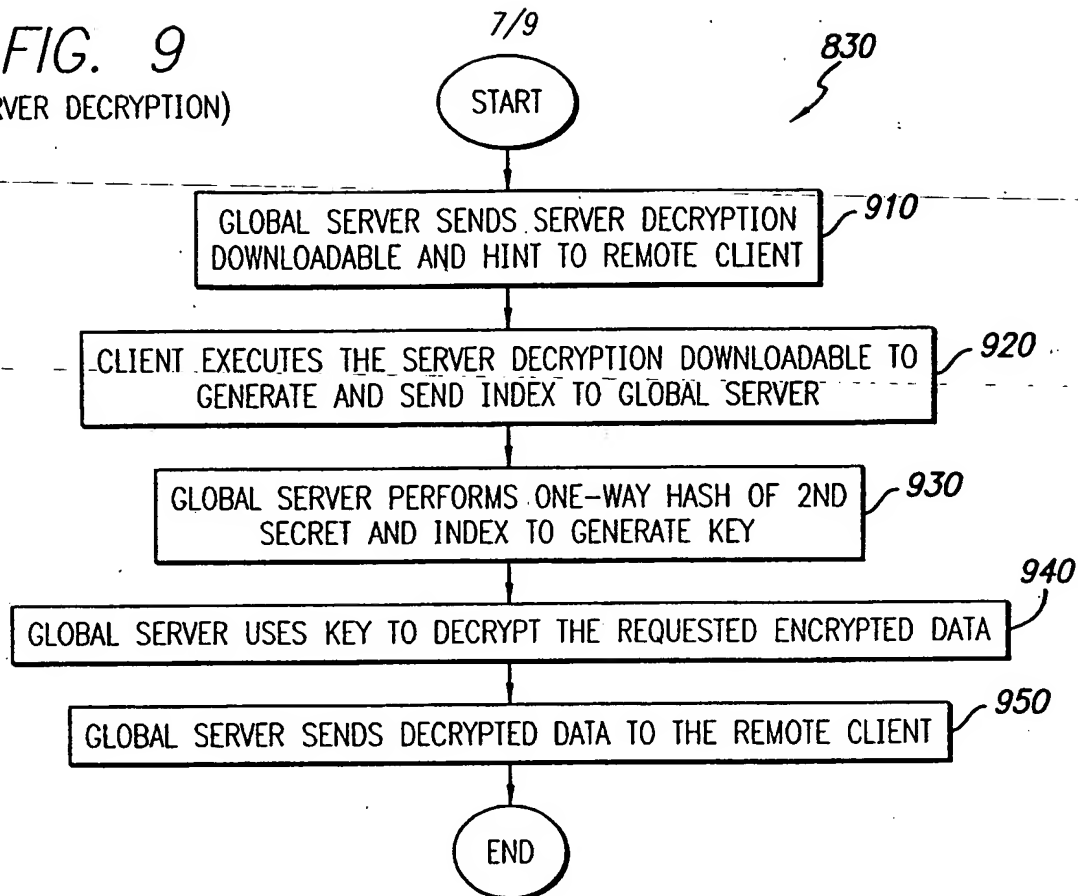 7/9
FIG. 9
RVER DECRYPTION)
830
START
910
GLOBAL SERVER SENDS SERVER DECRYPTION
DOWNLOADABLE AND HINT TO REMOTE CLIENT
920
CLIENT EXECUTES THE SERVER DECRYPTION DOWNLOADABLE TO
GENERATE AND SEND INDEX TO GLOBAL SERVER
930
GLOBAL SERVER PERFORMS ONE-WAY HASH OF 2ND
SECRET AND INDEX TO GENERATE KEY
940
GLOBAL SERVER USES KEY TO DECRYPT THE REQUESTED ENCRYPTED DATA
950
GLOBAL SERVER SENDS DECRYPTED DATA TO THE REMOTE CLIENT
END